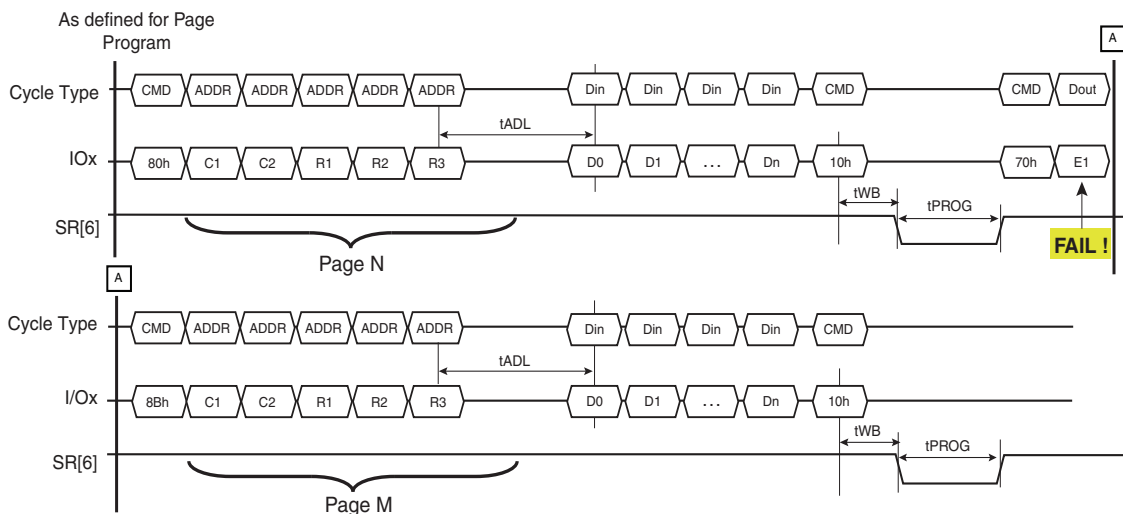 As defined for Page
Program
A
Cycle Type CMD ADDR ADDR ADDR ADDR ADDR Din Din Din Din CMD CMD Dout
tADL
IOx 80h C1 C2 R1 R2 R3 D0 D1 ... Dn 10h 70h E1
tWB tPROG
SR[6]
FAIL !
Page N
A
Cycle Type CMD ADDR ADDR ADDR ADDR ADDR Din Din Din Din CMD
tADL
I/Ox 8Bh C1 C2 R1 R2 R3 D0 D1 ... Dn 10h
tWB tPROG
SR[6]
Page M